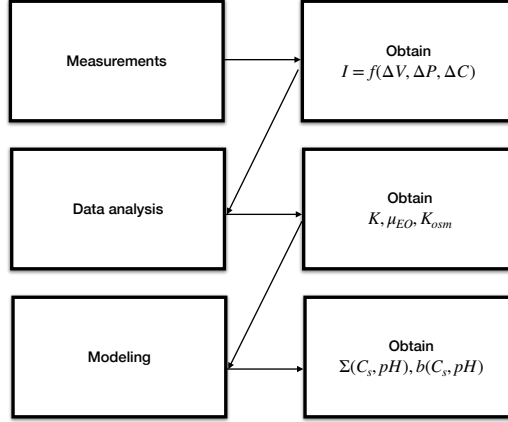 Measurements
Obtain
I = f(ΔV, ΔP, ΔC)
Data analysis
Obtain
K, μ_EO, K_osm
Modeling
Obtain
Σ(C_s, pH), b(C_s, pH)